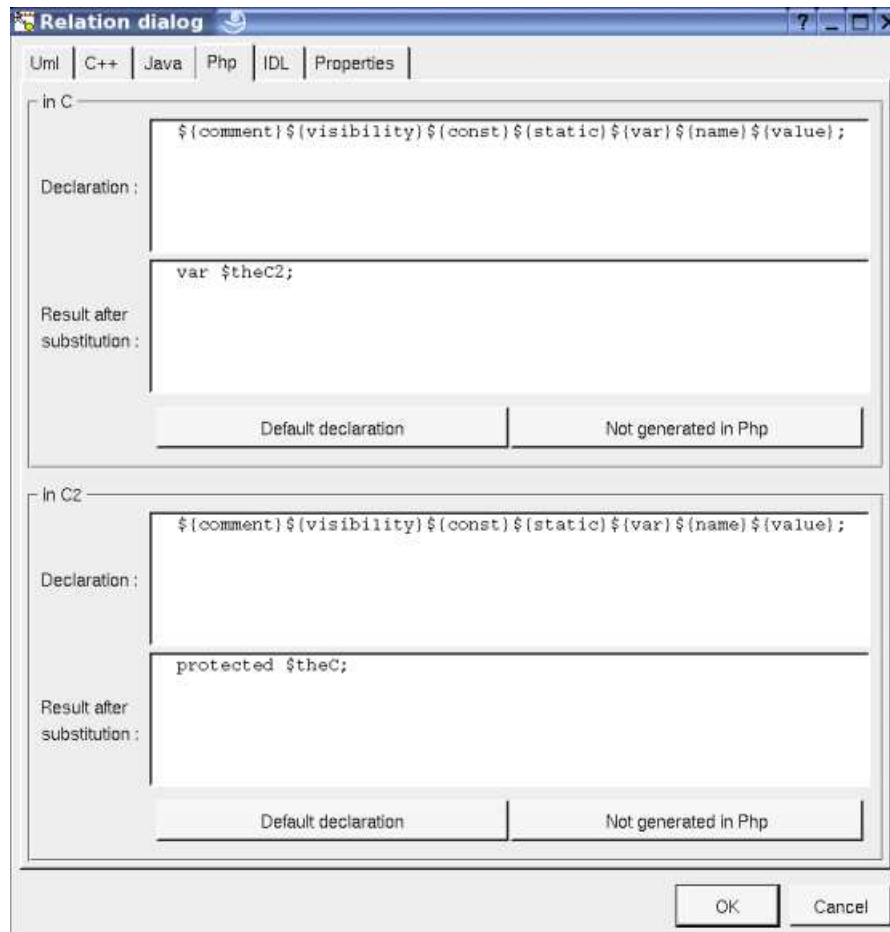 Relation dialog
Uml C++ Java Php IDL Properties
in C
${comment}${visibility}${const}${static}${var}${name}${value};
Declaration :
var $theC2;
Result after
substitution :
Default declaration Not generated in Php
in C2
${comment}${visibility}${const}${static}${var}${name}${value};
Declaration :
protected $theC;
Result after
substitution :
Default declaration Not generated in Php
OK Cancel